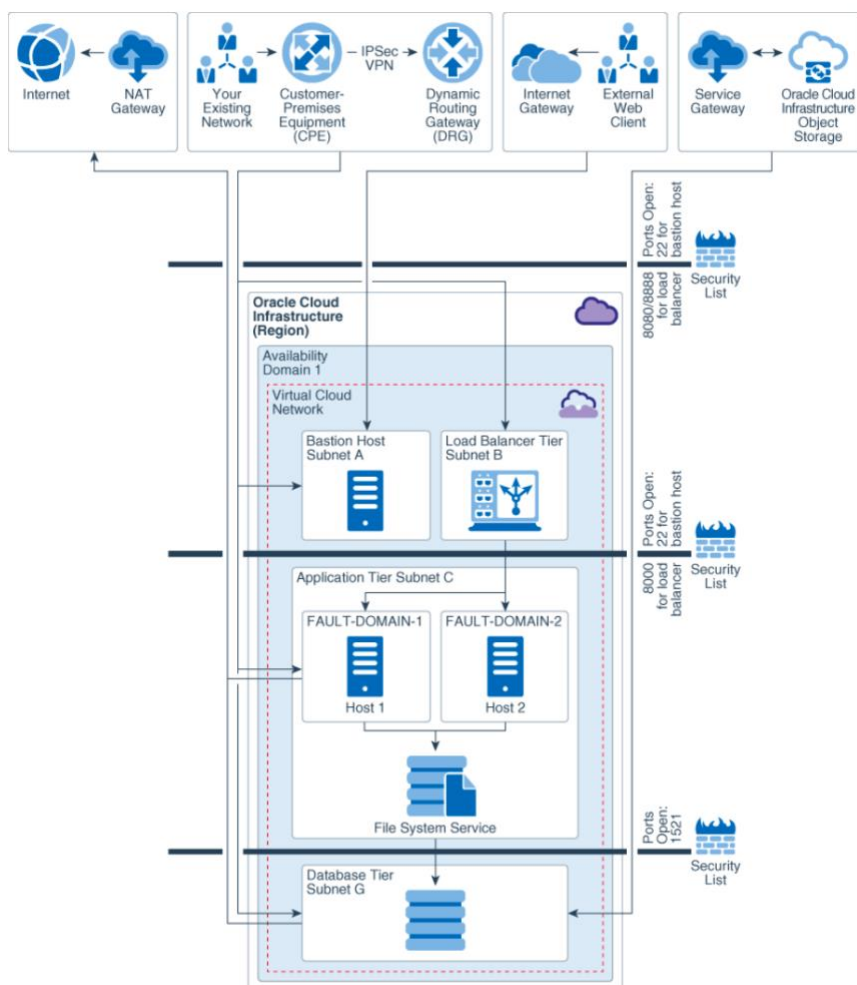 Internet
NAT
Gateway
Your
Existing
Network
Customer-
Premises
Equipment
(CPE)
IPSec
VPN
Dynamic
Routing
Gateway
(DRG)
Internet
Gateway
External
Web
Client
Service
Gateway
Oracle Cloud
Infrastructure
Object
Storage
Ports Open:
22 for
bastion host
8080/8888
for load
balancer
Security
List
Oracle Cloud
Infrastructure
(Region)
Availability
Domain 1
Virtual Cloud
Network
Bastion Host
Subnet A
Load Balancer Tier
Subnet B
Ports Open:
22 for
bastion host
8000
for load
balancer
Security
List
Application Tier Subnet C
FAULT-DOMAIN-1
Host 1
FAULT-DOMAIN-2
Host 2
File System Service
Ports
Open:
1521
Security
List
Database Tier
Subnet G